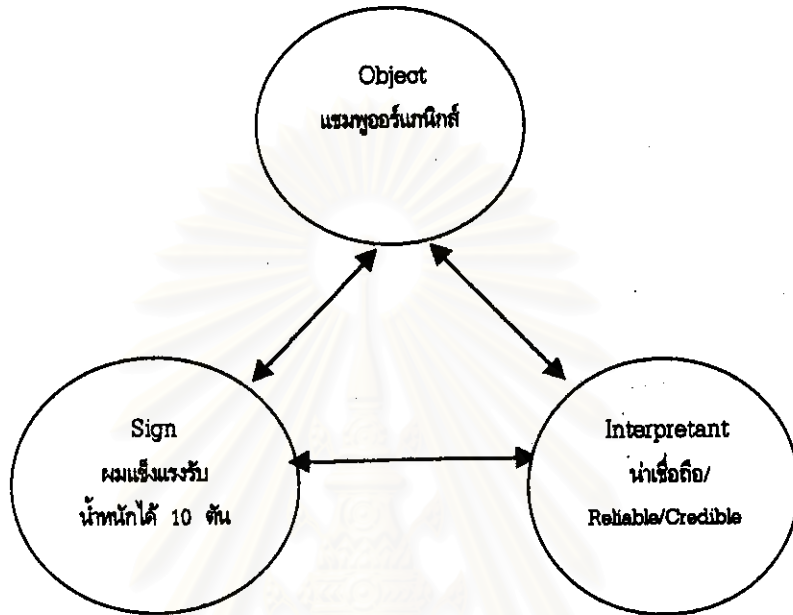 Object
แชมพูออร์แกนิกส์
Sign
ผมแข็งแรงรับ
น้ำหนักได้ 10 ตัน
Interpretant
น่าเชื่อถือ/
Reliable/Credible